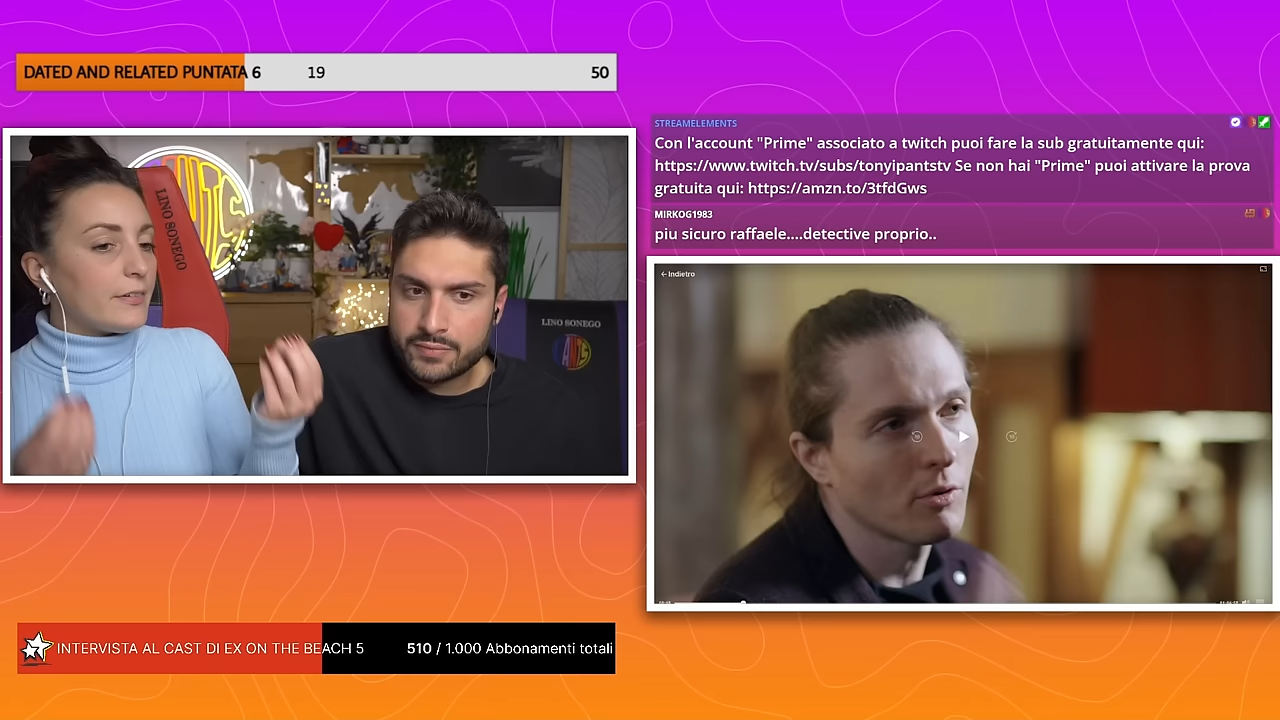 DATED AND RELATED PUNTATA 6 19 50
STREAMELEMENTS
Con l'account "Prime" associato a twitch puoi fare la sub gratuitamente qui:
https://www.twitch.tv/subs/tonyipantstv Se non hai "Prime" puoi attivare la prova
gratuita qui: https://amzn.to/3tfdGws
MIRKOG1983
piu sicuro raffaele....detective proprio..
LINO SONEGO
LINO SONEGO
Indietro
INTERVISTA AL CAST DI EX ON THE BEACH 5 510 / 1.000 Abbonamenti totali